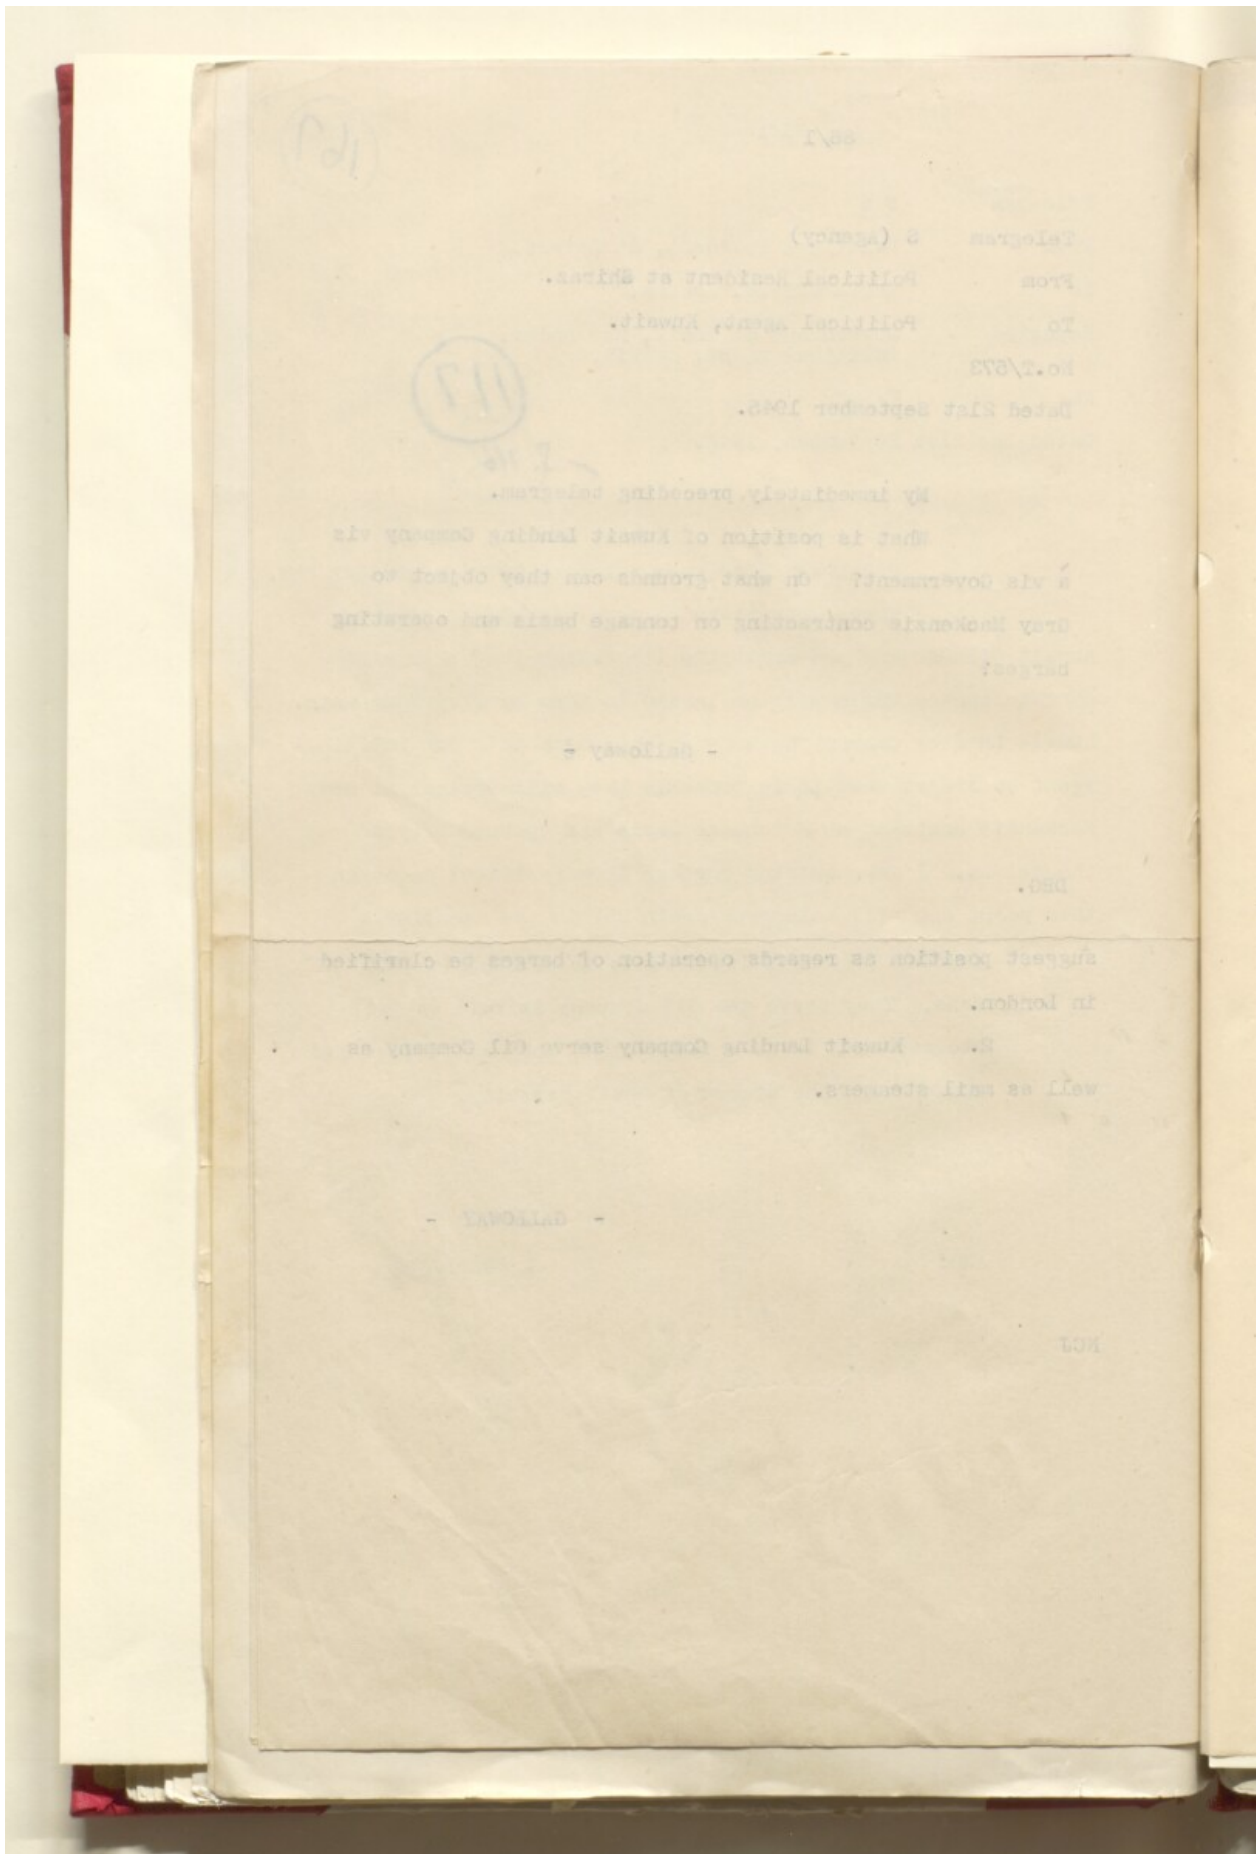 167
86/1
Telegram S (Agency)
From Political Resident at Shiraz.
To Political Agent, Kuwait.
No.T/573
Dated 21st September 1945.
117
My immediately preceding telegram.
What is position of Kuwait Landing Company vis
à vis Government? On what grounds can they object to
Gray Mackenzie contracting on tonnage basis and operating
barges?
- Galloway -
DBO.
suggest position as regards operation of barges be clarified
in London.
2. Kuwait Landing Company serve Oil Company as
well as mail steamers.
- GALLOWAY -
NCJ